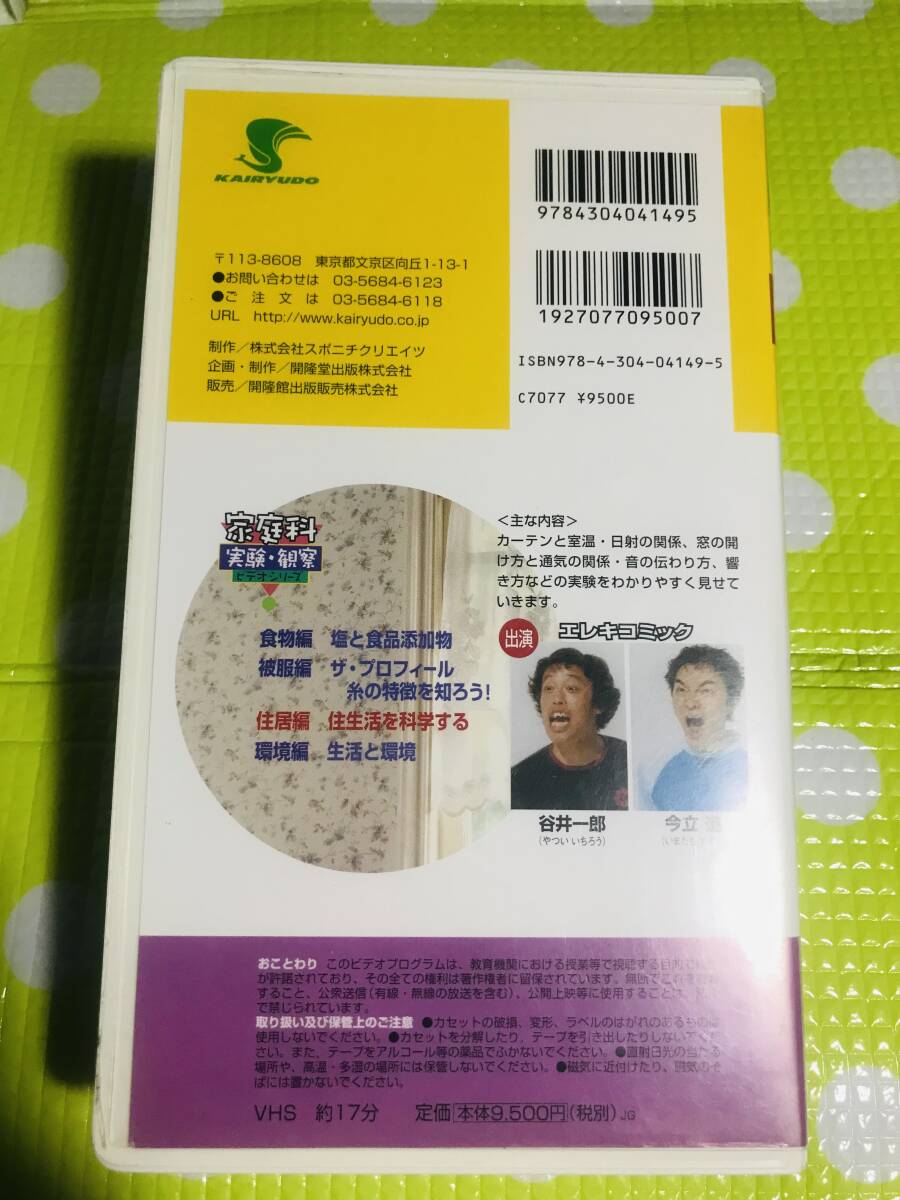 KAIRYUDO
〒113-8608 東京都文京区向丘1-13-1
●お問い合わせは 03-5684-6123
●ご注文は 03-5684-6118
URL http://www.kairyudo.co.jp
制作/株式会社スポニチクリエイツ
企画・制作/開隆堂出版株式会社
販売/開隆館出版販売株式会社
9784304041495
1927077095007
ISBN978-4-304-04149-5
C7077 ¥9500E
家庭科
実験・観察
ビデオシリーズ
食物編 塩と食品添加物
被服編 ザ・プロフィール
糸の特徴を知ろう!
住居編 住生活を科学する
環境編 生活と環境
<主な内容>
カーテンと室温・日射の関係、窓の開
け方と通気の関係・音の伝わり方、響
き方などの実験をわかりやすく見せて
いきます。
出演
エレキコミック
谷井一郎
(やつい いちろう)
今立
おことわり このビデオプログラムは、教育機関における授業等で視聴する目的で
が許諾されており、その全ての権利は著作権者に留保されています。無断でこれを
すること、公衆送信(有線・無線の放送を含む)、公開上映等に使用することは、
で禁じられています。
取り扱い及び保管上のご注意 ●カセットの破損、変形、ラベルのはがれのあるものは
使用しないでください。●カセットを分解したり、テープを引き出したりしないでくださ
い。また、テープをアルコール等の薬品でふかないでください。●直射日光の当たる
場所や、高温・多湿の場所には保管しないでください。●磁気に近付けたり、磁気のそ
ばには置かないでください。
VHS 約17分 定価 本体9,500円(税別) JG